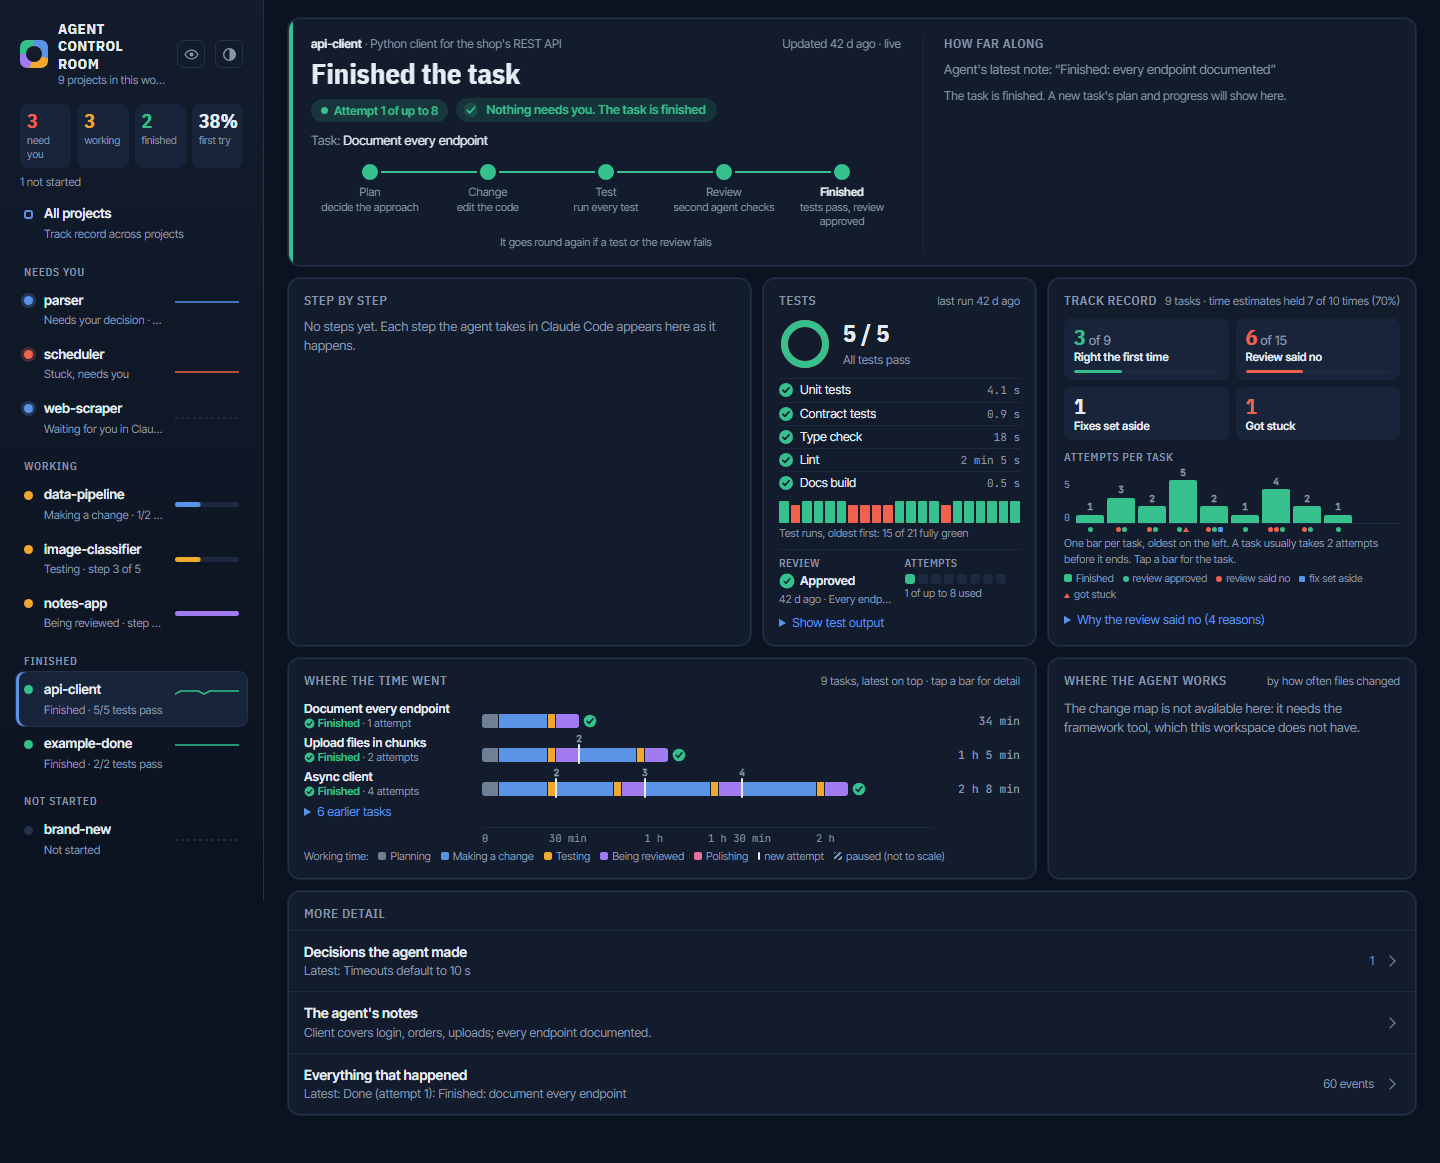 AGENT
CONTROL
ROOM
9 projects in this wo...
3 need you
3 working
2 finished
38% first try
1 not started
All projects
Track record across projects
NEEDS YOU
parser
Needs your decision · ...
scheduler
Stuck, needs you
web-scraper
Waiting for you in Clau...
WORKING
data-pipeline
Making a change · 1/2 ...
image-classifier
Testing · step 3 of 5
notes-app
Being reviewed · step ...
FINISHED
api-client
Finished · 5/5 tests pass
example-done
Finished · 2/2 tests pass
NOT STARTED
brand-new
Not started
api-client · Python client for the shop's REST API
Updated 42 d ago · live
Finished the task
Attempt 1 of up to 8
Nothing needs you. The task is finished
Task: Document every endpoint
Plan
decide the approach
Change
edit the code
Test
run every test
Review
second agent checks
Finished
tests pass, review
approved
It goes round again if a test or the review fails
HOW FAR ALONG
Agent's latest note: “Finished: every endpoint documented”
The task is finished. A new task's plan and progress will show here.
STEP BY STEP
No steps yet. Each step the agent takes in Claude Code appears here as it
happens.
TESTS
last run 42 d ago
5 / 5
All tests pass
Unit tests 4.1 s
Contract tests 0.9 s
Type check 18 s
Lint 2 min 5 s
Docs build 0.5 s
Test runs, oldest first: 15 of 21 fully green
REVIEW
Approved
42 d ago · Every endp...
ATTEMPTS
1 of up to 8 used
Show test output
TRACK RECORD
9 tasks · time estimates held 7 of 10 times (70%)
3 of 9
Right the first time
6 of 15
Review said no
1
Fixes set aside
1
Got stuck
ATTEMPTS PER TASK
5
0
1 3 2 5 2 1 4 2 1
One bar per task, oldest on the left. A task usually takes 2 attempts
before it ends. Tap a bar for the task.
Finished review approved review said no fix set aside
got stuck
Why the review said no (4 reasons)
WHERE THE TIME WENT
9 tasks, latest on top · tap a bar for detail
Document every endpoint
Finished · 1 attempt
34 min
Upload files in chunks
Finished · 2 attempts
2
1 h 5 min
Async client
Finished · 4 attempts
2 3 4
2 h 8 min
6 earlier tasks
0 30 min 1 h 1 h 30 min 2 h
Working time: Planning Making a change Testing Being reviewed Polishing new attempt paused (not to scale)
WHERE THE AGENT WORKS
by how often files changed
The change map is not available here: it needs the
framework tool, which this workspace does not have.
MORE DETAIL
Decisions the agent made
Latest: Timeouts default to 10 s
1
The agent's notes
Client covers login, orders, uploads; every endpoint documented.
Everything that happened
Latest: Done (attempt 1): Finished: document every endpoint
60 events